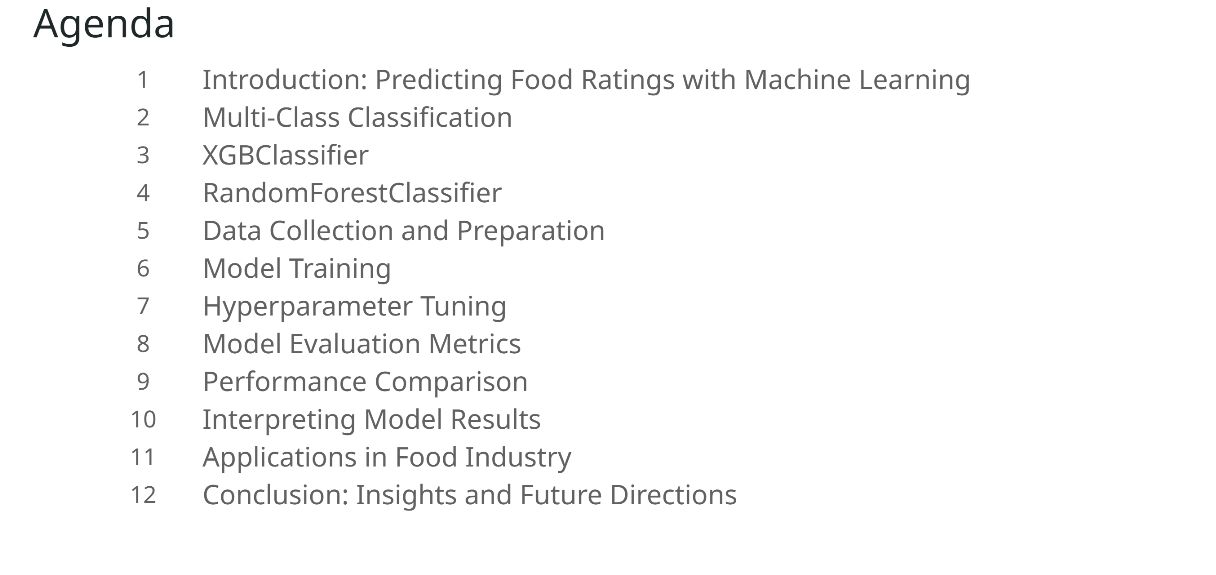 Agenda
1 Introduction: Predicting Food Ratings with Machine Learning
2 Multi-Class Classification
3 XGBClassifier
4 RandomForestClassifier
5 Data Collection and Preparation
6 Model Training
7 Hyperparameter Tuning
8 Model Evaluation Metrics
9 Performance Comparison
10 Interpreting Model Results
11 Applications in Food Industry
12 Conclusion: Insights and Future Directions